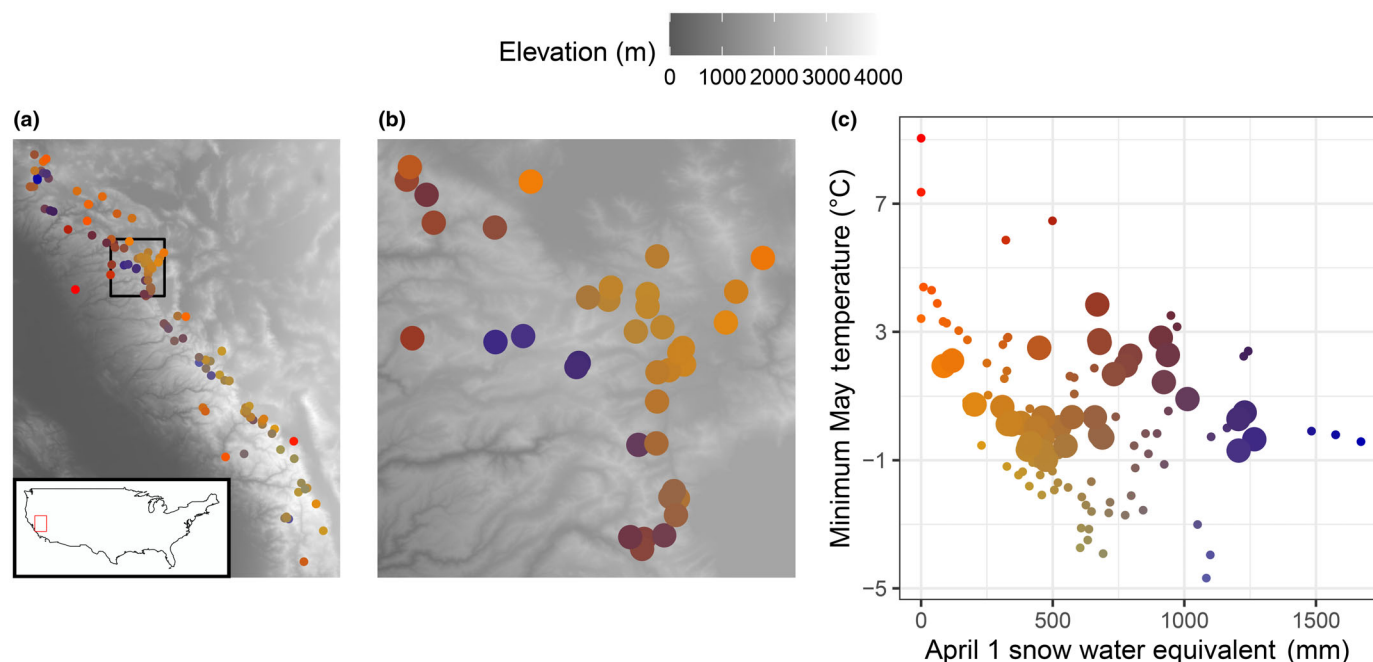 Elevation (m)
0 1000 2000 3000 4000
(a)
(b)
(c)
Minimum May temperature (°C)
7
3
-1
-5
0 500 1000 1500
April 1 snow water equivalent (mm)